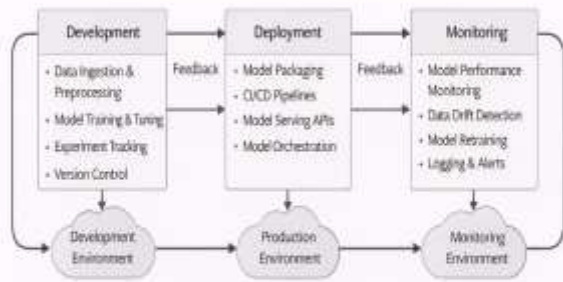 Development
Deployment
Monitoring
• Data Ingestion &
Preprocessing
• Model Training & Tuning
• Experiment Tracking
• Version Control
Feedback
• Model Packaging
• CI/CD Pipelines
• Model Serving APIs
• Model Orchestration
Feedback
• Model Performance
Monitoring
• Data Drift Detection
• Model Retraining
• Logging & Alerts
Development
Environment
Production
Environment
Monitoring
Environment